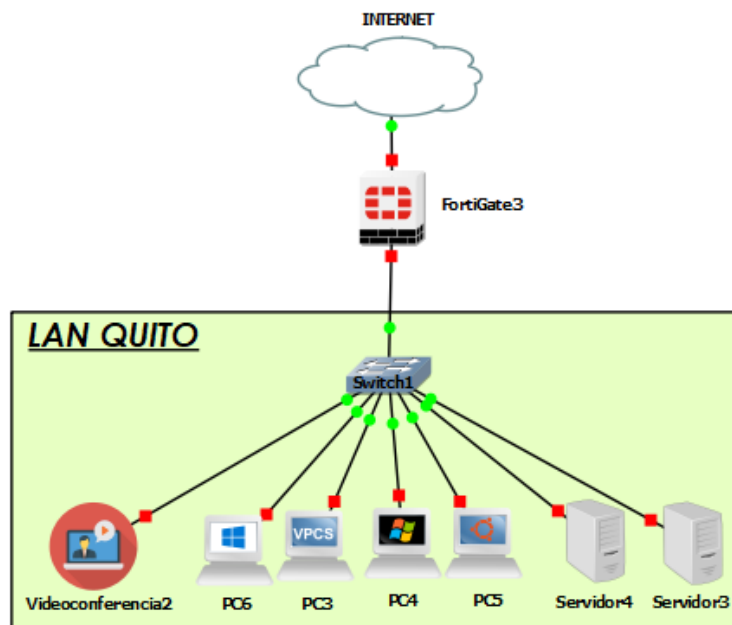 INTERNET
FortiGate3
LAN QUITO
Switch1
VPCS
Videoconferencia2
PC6
PC3
PC4
PC5
Servidor4
Servidor3